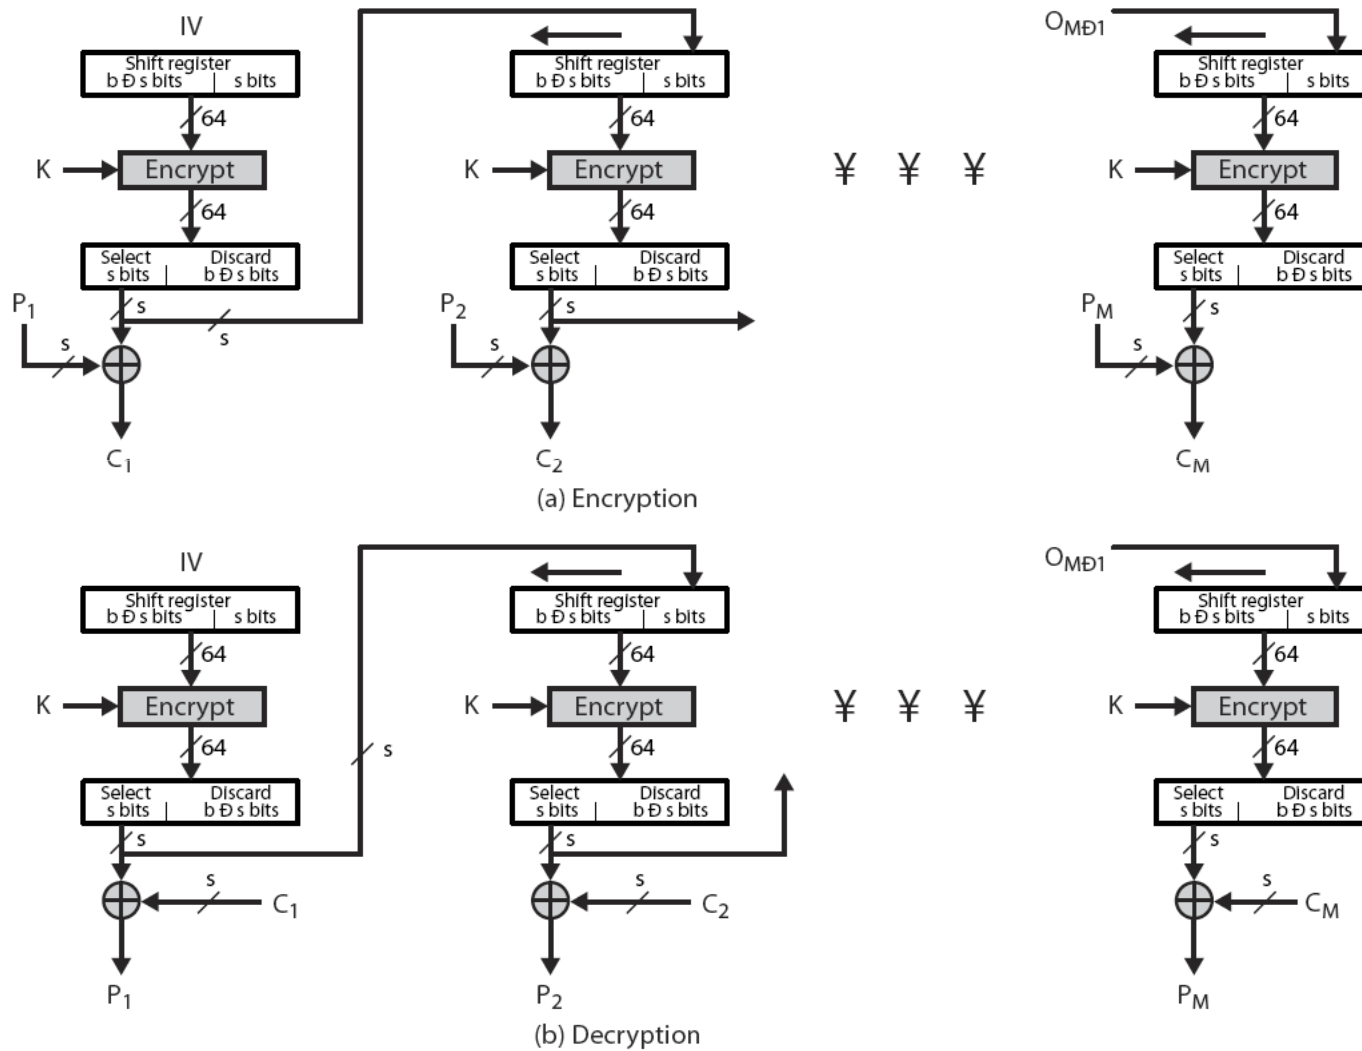 IV O_MÐ1
Shift register Shift register Shift register
b Ð s bits | s bits b Ð s bits | s bits b Ð s bits | s bits
64 64 64
K Encrypt K Encrypt ¥ ¥ ¥ K Encrypt
64 64 64
Select Discard Select Discard Select Discard
s bits | b Ð s bits s bits | b Ð s bits s bits | b Ð s bits
P1 s s P2 s PM s
s s s
C1 C2 CM
(a) Encryption
IV O_MÐ1
Shift register Shift register Shift register
b Ð s bits | s bits b Ð s bits | s bits b Ð s bits | s bits
64 64 64
K Encrypt K Encrypt ¥ ¥ ¥ K Encrypt
64 s 64 64
Select Discard Select Discard Select Discard
s bits | b Ð s bits s bits | b Ð s bits s bits | b Ð s bits
s s s
s C1 s C2 s CM
P1 P2 PM
(b) Decryption